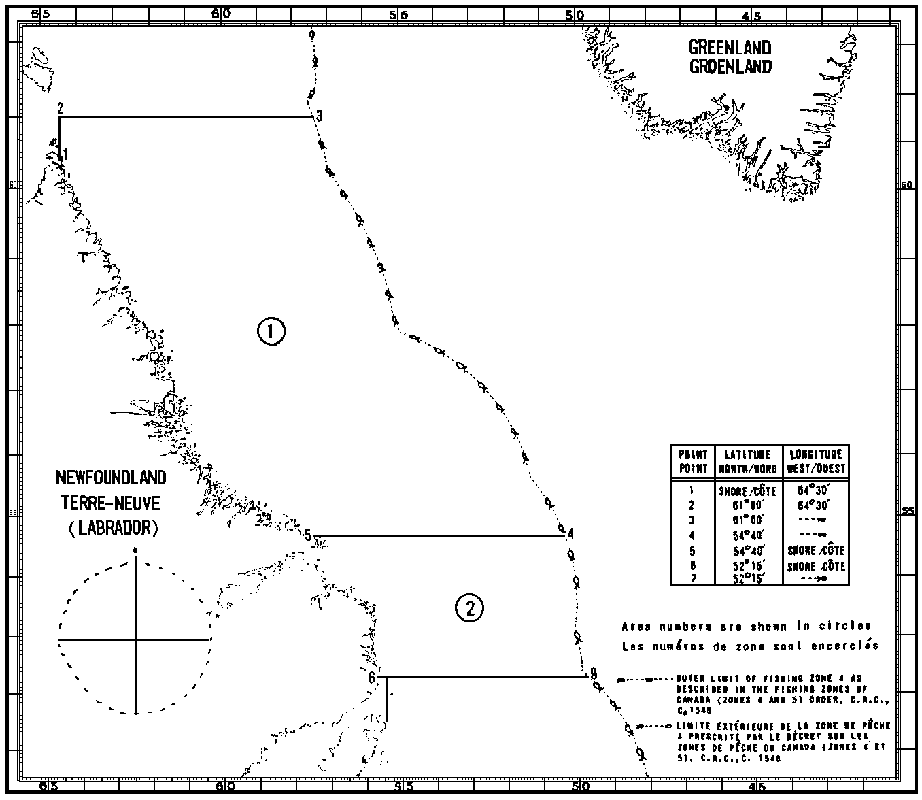 65 60 55 50 45
GREENLAND
GROENLAND
2
3
1
60 60
1
NEWFOUNDLAND
TERRE-NEUVE
(LABRADOR)
POINT LATITUDE LONGITUDE
POINT NORTH/NORD WEST/OUEST
1 SHORE/CÔTE 64°30'
2 61°00' 64°30'
3 61°00'
4 54°40'
5 54°40' SHORE/CÔTE
6 52°15' SHORE/CÔTE
7 52°15'
55
5
4
2
6
Area numbers are shown in circles
Les numéros de zone sont encerclés
OUTER LIMIT OF FISHING ZONE 4 AS
DESCRIBED IN THE FISHING ZONES OF
CANADA (ZONES 4 AND 5) ORDER, C.R.C.,
C. 1548
LIMITE EXTÉRIEURE DE LA ZONE DE PÊCHE
4 PRESCRITE PAR LE DÉCRET SUR LES
ZONES DE PÊCHE DU CANADA (ZONES 4 ET
5), C.R.C., C. 1548
65 60 55 50 45